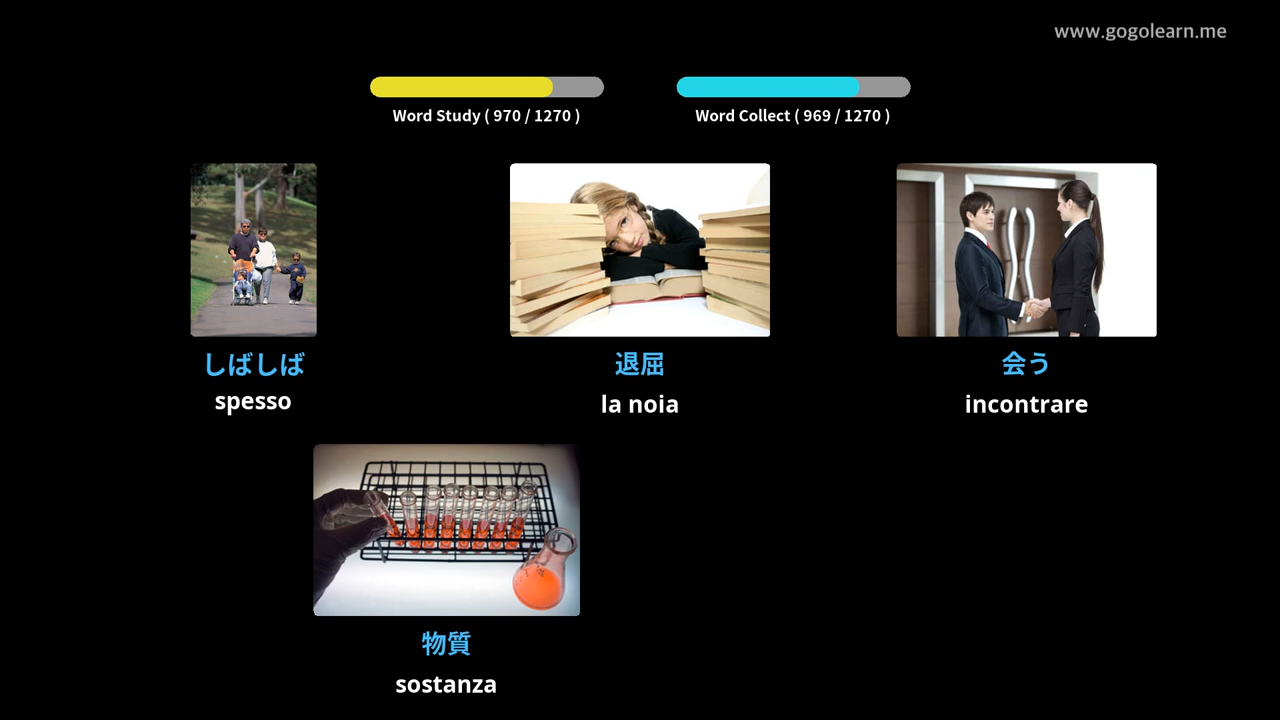 www.gogolearn.me
Word Study ( 970 / 1270 )
Word Collect ( 969 / 1270 )
しばしば
spesso
退屈
la noia
会う
incontrare
物質
sostanza